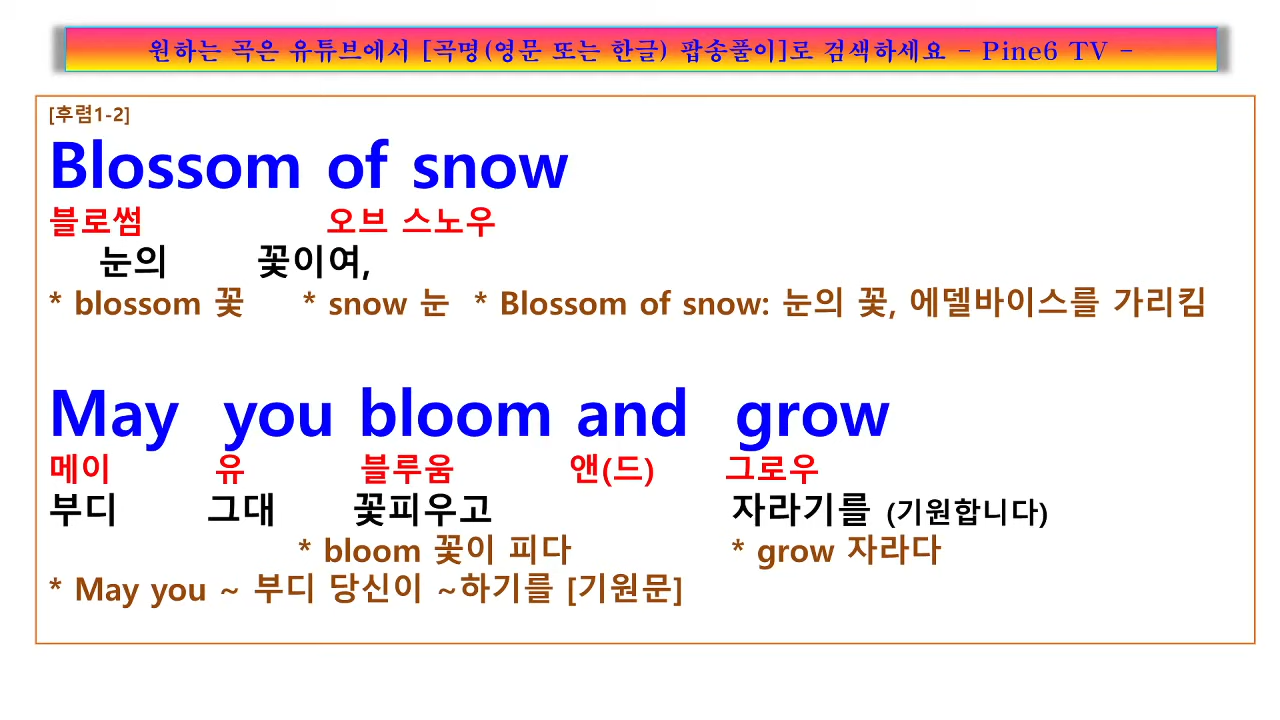 원하는 곡은 유튜브에서 [곡명(영문 또는 한글) 팝송풀이]로 검색하세요 - Pine6 TV -
[후렴1-2]
Blossom of snow
블로썸 오브 스노우
눈의 꽃이여,
* blossom 꽃 * snow 눈 * Blossom of snow: 눈의 꽃, 에델바이스를 가리킴
May you bloom and grow
메이 유 블루움 앤(드) 그로우
부디 그대 꽃피우고 자라기를 (기원합니다)
* bloom 꽃이 피다 * grow 자라다
* May you ~ 부디 당신이 ~하기를 [기원문]